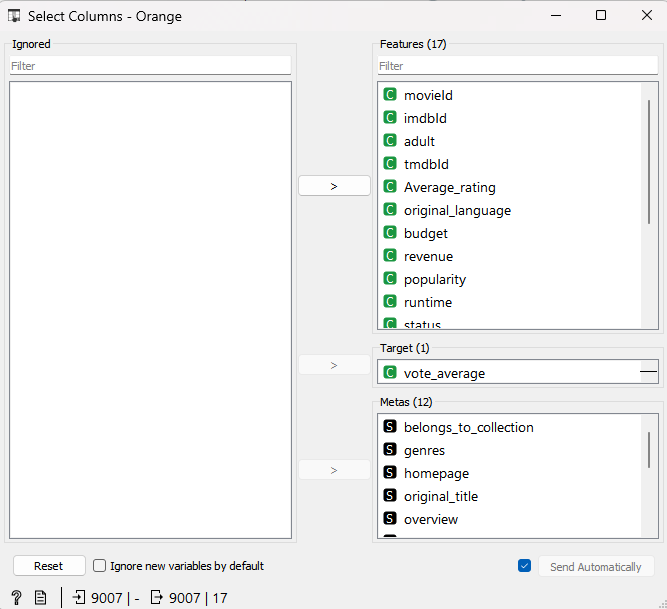 Select Columns - Orange
Ignored
Filter
>
>
>
Features (17)
Filter
C movieId
C imdbId
C adult
C tmdbId
C Average_rating
C original_language
C budget
C revenue
C popularity
C runtime
C status
Target (1)
C vote_average
Metas (12)
S belongs_to_collection
S genres
S homepage
S original_title
S overview
Reset
Ignore new variables by default
Send Automatically
? 9007 | - 9007 | 17